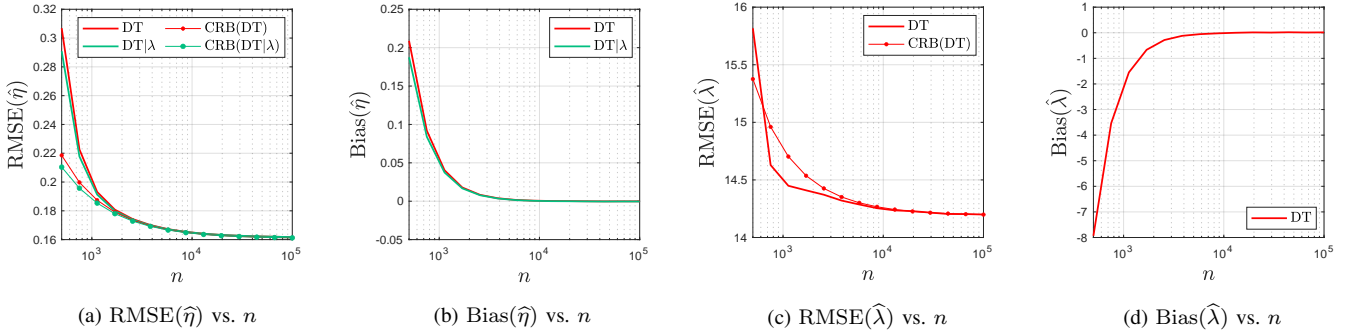 RMSE(η̂)
0.32
0.3
0.28
0.26
0.24
0.22
0.2
0.18
0.16
DT
DT|λ
CRB(DT)
CRB(DT|λ)
10³ 10⁴ 10⁵
n
(a) RMSE(η̂) vs. n
Bias(η̂)
0.25
0.2
0.15
0.1
0.05
0
-0.05
DT
DT|λ
10³ 10⁴ 10⁵
n
(b) Bias(η̂) vs. n
RMSE(λ̂)
16
15.5
15
14.5
14
DT
CRB(DT)
10³ 10⁴ 10⁵
n
(c) RMSE(λ̂) vs. n
Bias(λ̂)
1
0
-1
-2
-3
-4
-5
-6
-7
-8
DT
10³ 10⁴ 10⁵
n
(d) Bias(λ̂) vs. n